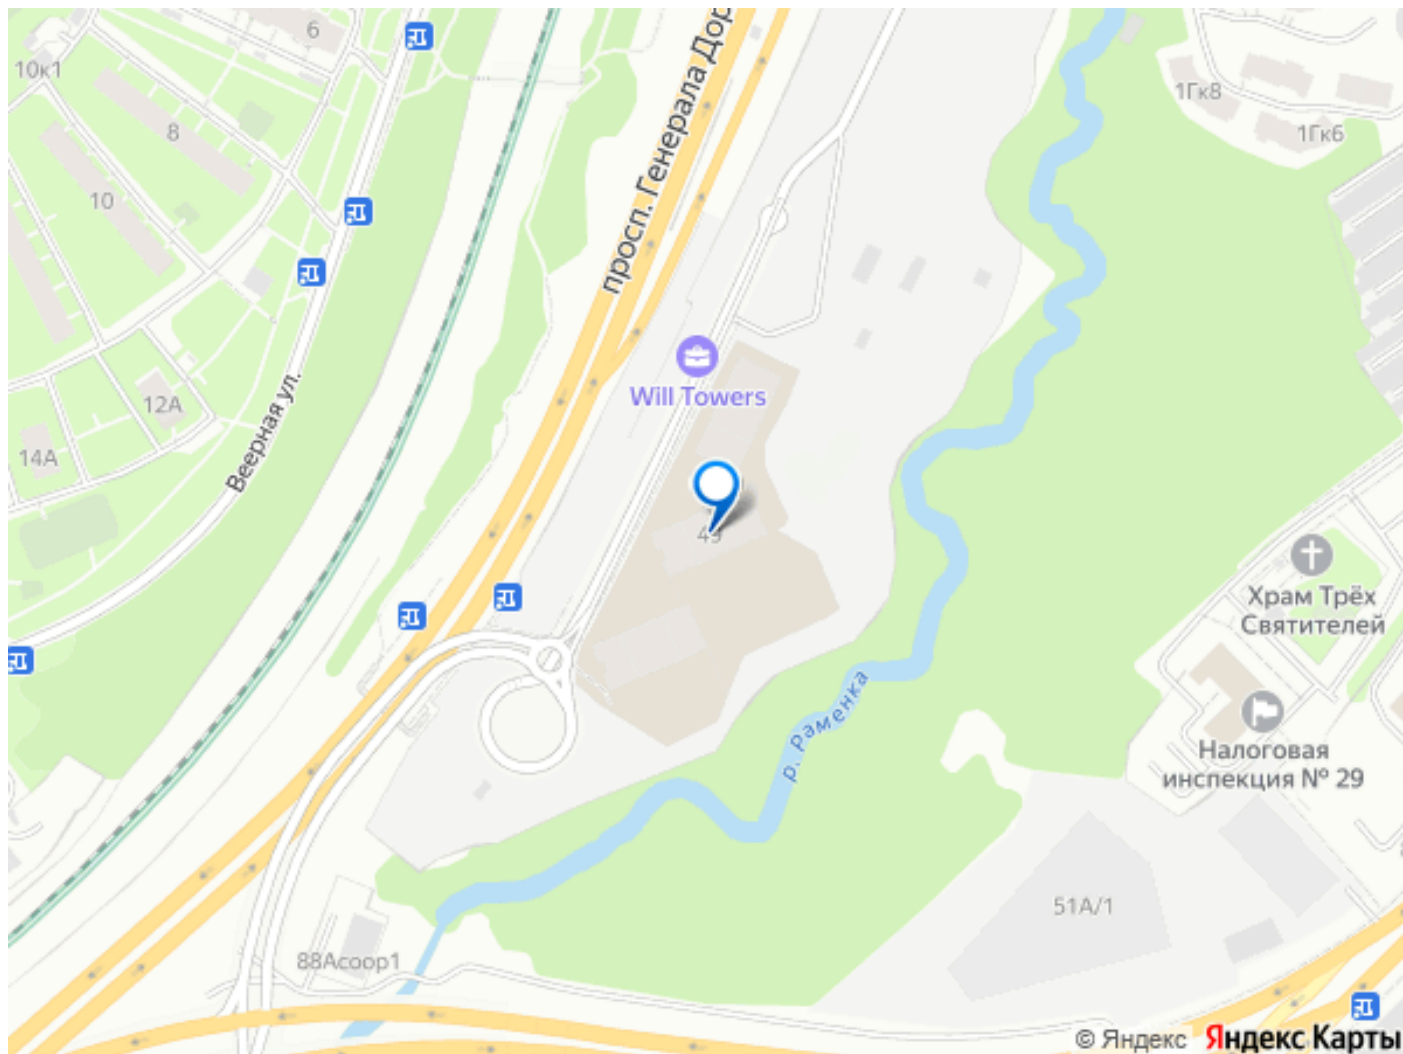 6
10к1
8
просп. Генерала Дор
1Гк8
1Гк6
10
Will Towers
12А
14А
Веерная ул.
Храм Трёх
Святителей
р. Раменка
Налоговая
инспекция № 29
51А/1
88Асоор1
© Яндекс Яндекс Карты